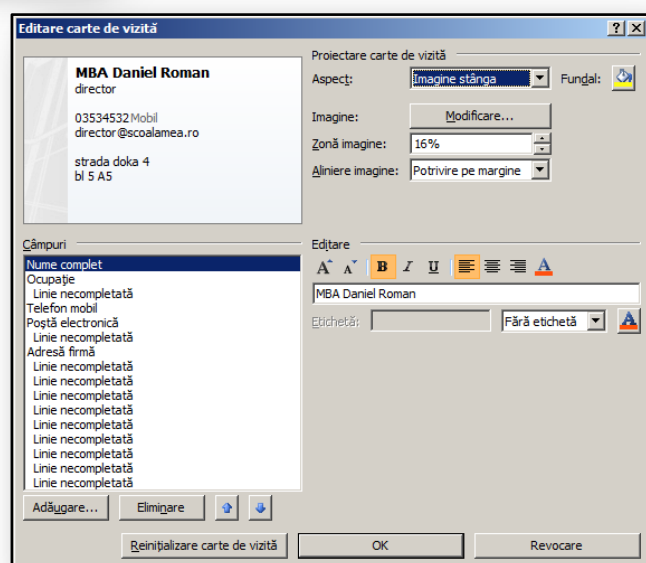 Editare carte de vizită
MBA Daniel Roman
director
03534532 Mobil
director@scoalamea.ro
strada doka 4
bl 5 A5
Proiectare carte de vizită
Aspect: Imagine stânga Fundal:
Imagine: Modificare...
Zonă imagine: 16%
Aliniere imagine: Potrivire pe margine
Câmpuri
Nume complet
Ocupaţie
Linie necompletată
Telefon mobil
Poştă electronică
Linie necompletată
Adresă firmă
Linie necompletată
Linie necompletată
Linie necompletată
Linie necompletată
Linie necompletată
Linie necompletată
Linie necompletată
Linie necompletată
Linie necompletată
Adăugare... Eliminare
Editare
A A B I U A
MBA Daniel Roman
Etichetă: Fără etichetă A
Reiniţializare carte de vizită OK Revocare